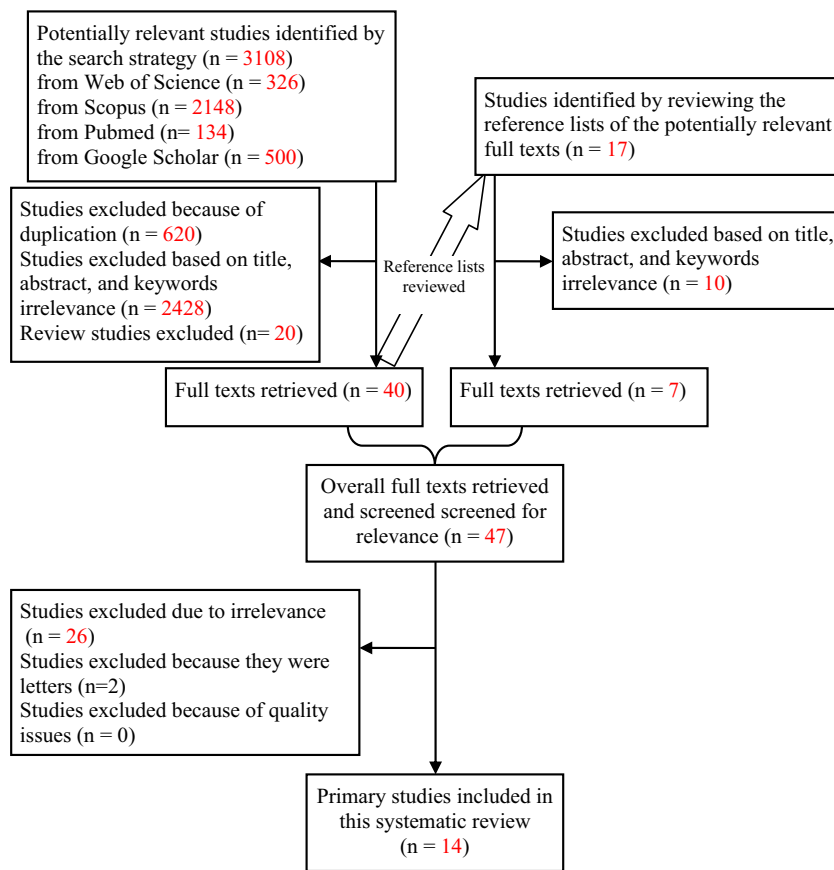 Potentially relevant studies identified by
the search strategy (n = 3108)
from Web of Science (n = 326)
from Scopus (n = 2148)
from Pubmed (n= 134)
from Google Scholar (n = 500)
Studies identified by reviewing the
reference lists of the potentially relevant
full texts (n = 17)
Studies excluded because of
duplication (n = 620)
Studies excluded based on title,
abstract, and keywords
irrelevance (n = 2428)
Review studies excluded (n= 20)
Reference lists
reviewed
Studies excluded based on title,
abstract, and keywords
irrelevance (n = 10)
Full texts retrieved (n = 40)
Full texts retrieved (n = 7)
Overall full texts retrieved
and screened screened for
relevance (n = 47)
Studies excluded due to irrelevance
(n = 26)
Studies excluded because they were
letters (n=2)
Studies excluded because of quality
issues (n = 0)
Primary studies included in
this systematic review
(n = 14)